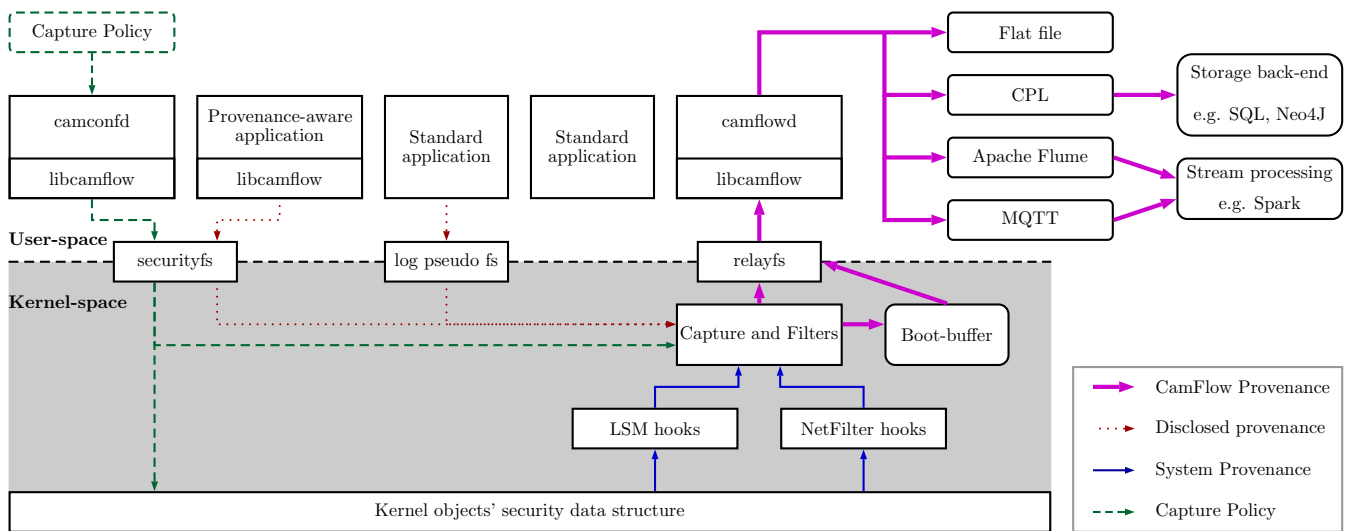 Capture Policy
camconfd
libcamflow
Provenance-aware
application
libcamflow
Standard
application
Standard
application
camflowd
libcamflow
Flat file
CPL
Apache Flume
MQTT
Storage back-end
e.g. SQL, Neo4J
Stream processing
e.g. Spark
User-space
securityfs
log pseudo fs
relayfs
Kernel-space
Capture and Filters
Boot-buffer
LSM hooks
NetFilter hooks
Kernel objects' security data structure
CamFlow Provenance
Disclosed provenance
System Provenance
Capture Policy